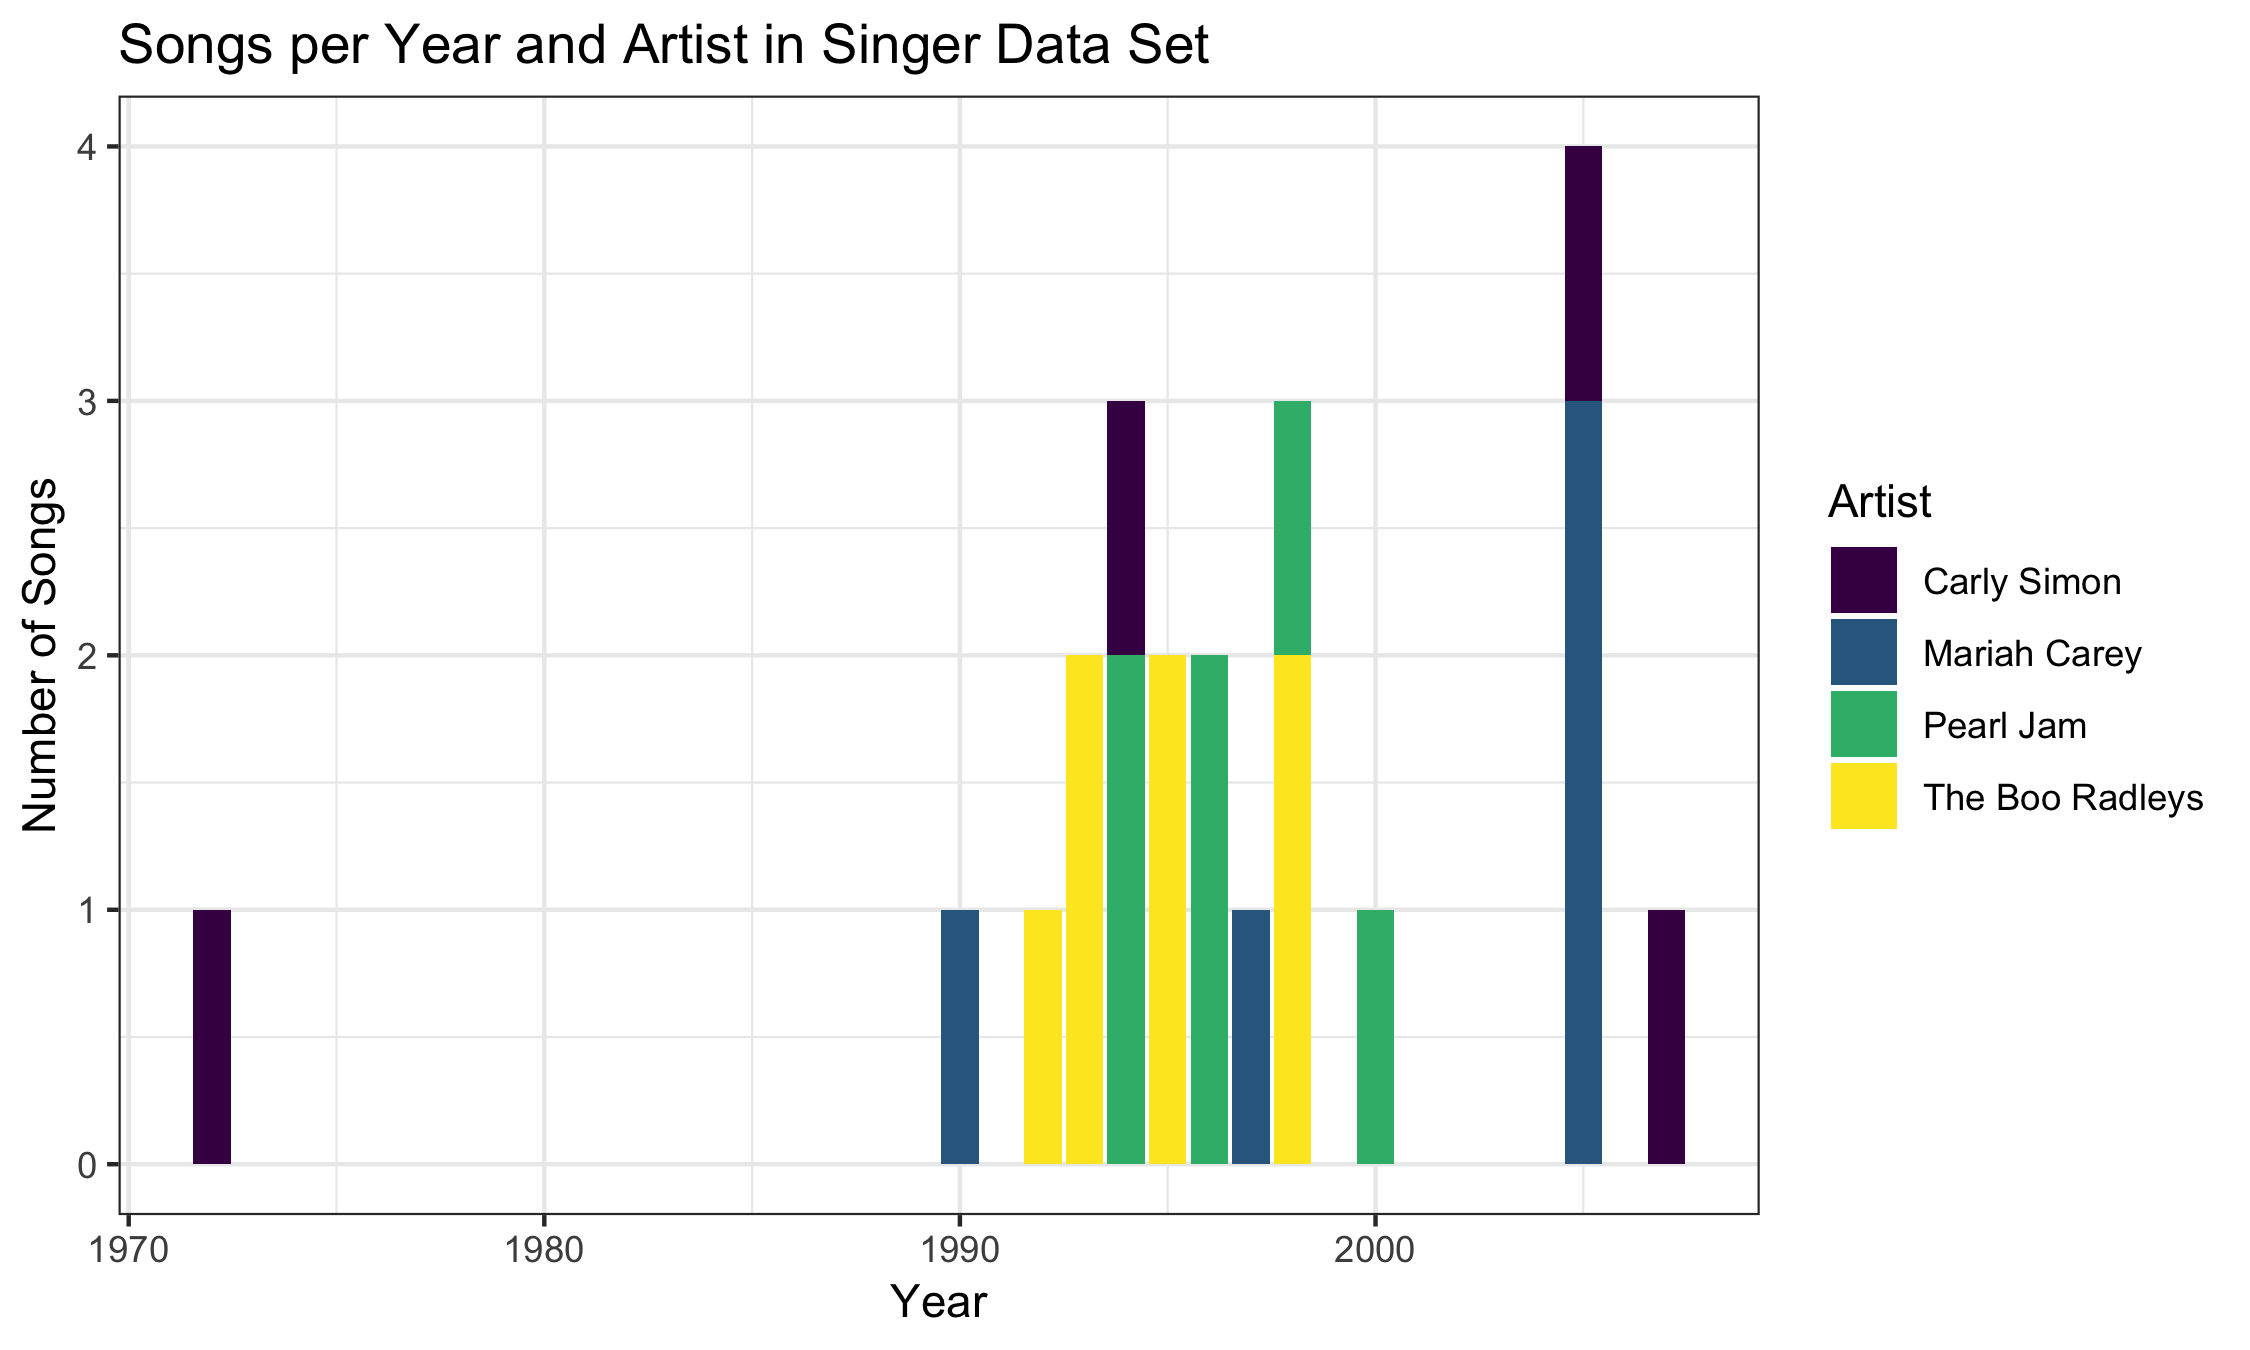 Songs per Year and Artist in Singer Data Set
Number of Songs
4
3
2
1
0
1970 1980 1990 2000
Year
Artist
Carly Simon
Mariah Carey
Pearl Jam
The Boo Radleys